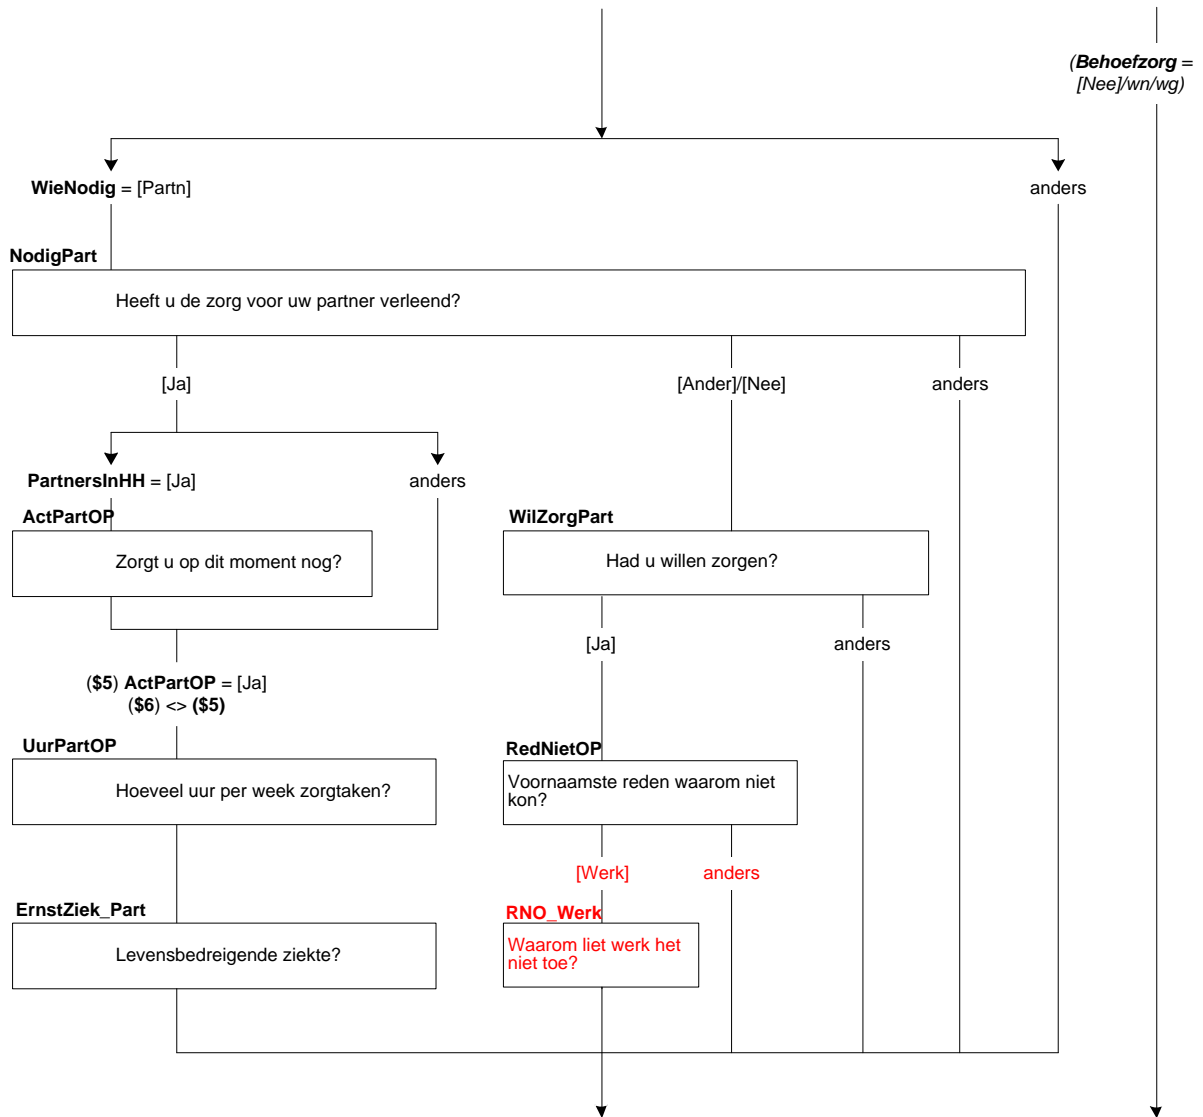 (Behoefzorg =
[Nee]/wn/wg)
WieNodig = [Partn]
anders
NodigPart
Heeft u de zorg voor uw partner verleend?
[Ja]
[Ander]/[Nee]
anders
PartnersInHH = [Ja]
anders
ActPartOP
WilZorgPart
Zorgt u op dit moment nog?
Had u willen zorgen?
[Ja]
anders
($5) ActPartOP = [Ja]
($6) <> ($5)
UurPartOP
RedNietOP
Hoeveel uur per week zorgtaken?
Voornaamste reden waarom niet
kon?
[Werk]
anders
ErnstZiek_Part
RNO_Werk
Levensbedreigende ziekte?
Waarom liet werk het
niet toe?